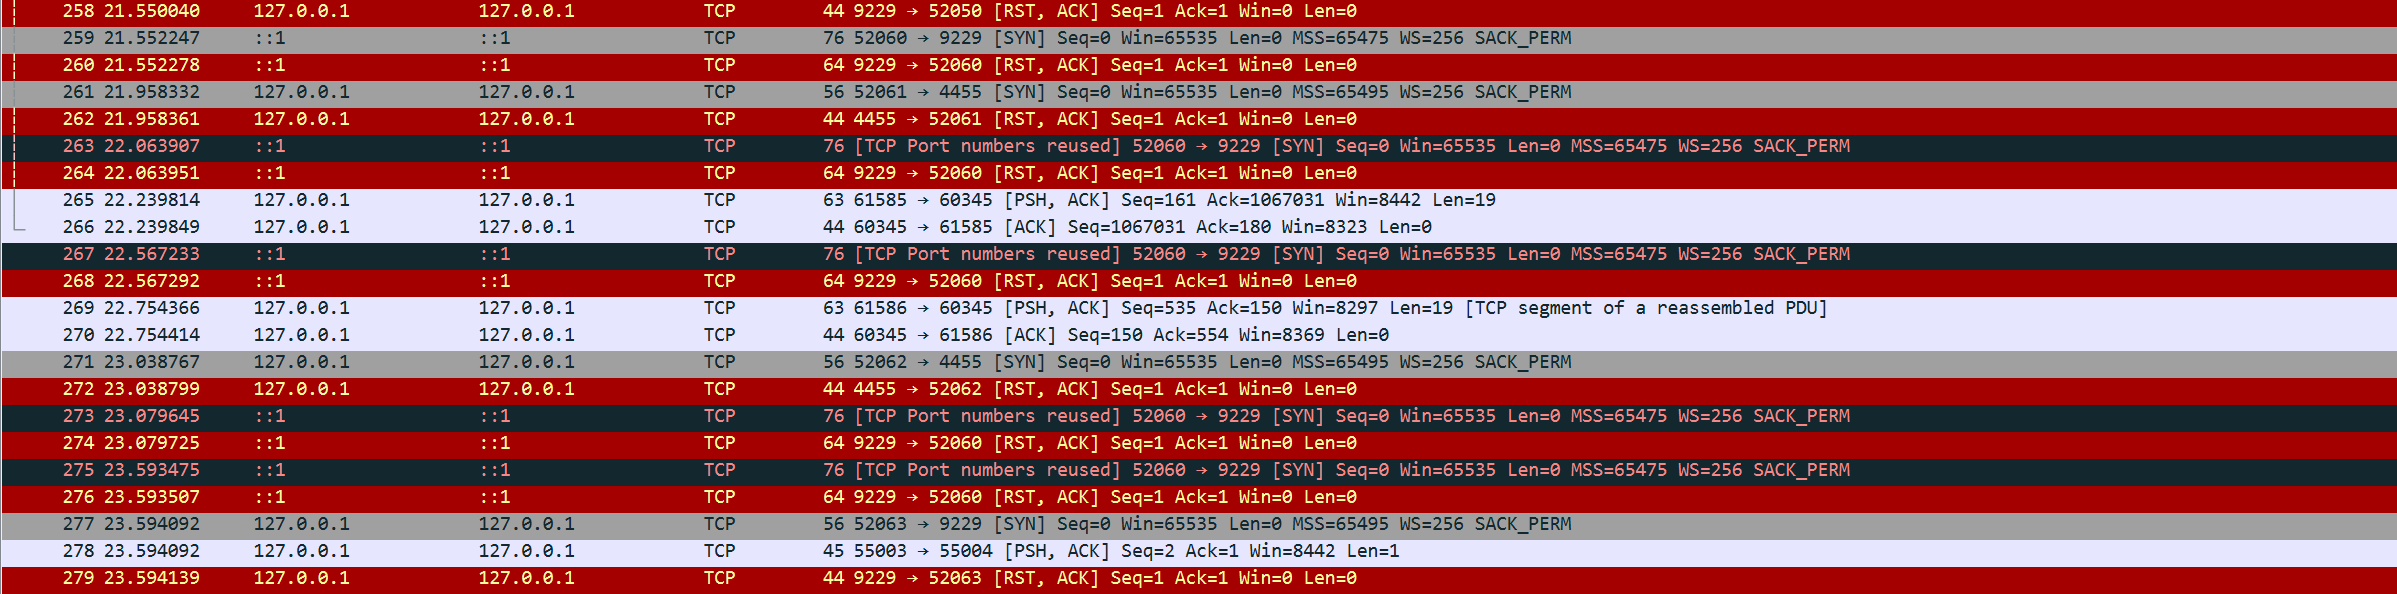 258 21.550040 127.0.0.1 127.0.0.1 TCP 44 9229 → 52050 [RST, ACK] Seq=1 Ack=1 Win=0 Len=0
259 21.552247 ::1 ::1 TCP 76 52060 → 9229 [SYN] Seq=0 Win=65535 Len=0 MSS=65475 WS=256 SACK_PERM
260 21.552278 ::1 ::1 TCP 64 9229 → 52060 [RST, ACK] Seq=1 Ack=1 Win=0 Len=0
261 21.958332 127.0.0.1 127.0.0.1 TCP 56 52061 → 4455 [SYN] Seq=0 Win=65535 Len=0 MSS=65495 WS=256 SACK_PERM
262 21.958361 127.0.0.1 127.0.0.1 TCP 44 4455 → 52061 [RST, ACK] Seq=1 Ack=1 Win=0 Len=0
263 22.063907 ::1 ::1 TCP 76 [TCP Port numbers reused] 52060 → 9229 [SYN] Seq=0 Win=65535 Len=0 MSS=65475 WS=256 SACK_PERM
264 22.063951 ::1 ::1 TCP 64 9229 → 52060 [RST, ACK] Seq=1 Ack=1 Win=0 Len=0
265 22.239814 127.0.0.1 127.0.0.1 TCP 63 61585 → 60345 [PSH, ACK] Seq=161 Ack=1067031 Win=8442 Len=19
266 22.239849 127.0.0.1 127.0.0.1 TCP 44 60345 → 61585 [ACK] Seq=1067031 Ack=180 Win=8323 Len=0
267 22.567233 ::1 ::1 TCP 76 [TCP Port numbers reused] 52060 → 9229 [SYN] Seq=0 Win=65535 Len=0 MSS=65475 WS=256 SACK_PERM
268 22.567292 ::1 ::1 TCP 64 9229 → 52060 [RST, ACK] Seq=1 Ack=1 Win=0 Len=0
269 22.754366 127.0.0.1 127.0.0.1 TCP 63 61586 → 60345 [PSH, ACK] Seq=535 Ack=150 Win=8297 Len=19 [TCP segment of a reassembled PDU]
270 22.754414 127.0.0.1 127.0.0.1 TCP 44 60345 → 61586 [ACK] Seq=150 Ack=554 Win=8369 Len=0
271 23.038767 127.0.0.1 127.0.0.1 TCP 56 52062 → 4455 [SYN] Seq=0 Win=65535 Len=0 MSS=65495 WS=256 SACK_PERM
272 23.038799 127.0.0.1 127.0.0.1 TCP 44 4455 → 52062 [RST, ACK] Seq=1 Ack=1 Win=0 Len=0
273 23.079645 ::1 ::1 TCP 76 [TCP Port numbers reused] 52060 → 9229 [SYN] Seq=0 Win=65535 Len=0 MSS=65475 WS=256 SACK_PERM
274 23.079725 ::1 ::1 TCP 64 9229 → 52060 [RST, ACK] Seq=1 Ack=1 Win=0 Len=0
275 23.593475 ::1 ::1 TCP 76 [TCP Port numbers reused] 52060 → 9229 [SYN] Seq=0 Win=65535 Len=0 MSS=65475 WS=256 SACK_PERM
276 23.593507 ::1 ::1 TCP 64 9229 → 52060 [RST, ACK] Seq=1 Ack=1 Win=0 Len=0
277 23.594092 127.0.0.1 127.0.0.1 TCP 56 52063 → 9229 [SYN] Seq=0 Win=65535 Len=0 MSS=65495 WS=256 SACK_PERM
278 23.594092 127.0.0.1 127.0.0.1 TCP 45 55003 → 55004 [PSH, ACK] Seq=2 Ack=1 Win=8442 Len=1
279 23.594139 127.0.0.1 127.0.0.1 TCP 44 9229 → 52063 [RST, ACK] Seq=1 Ack=1 Win=0 Len=0